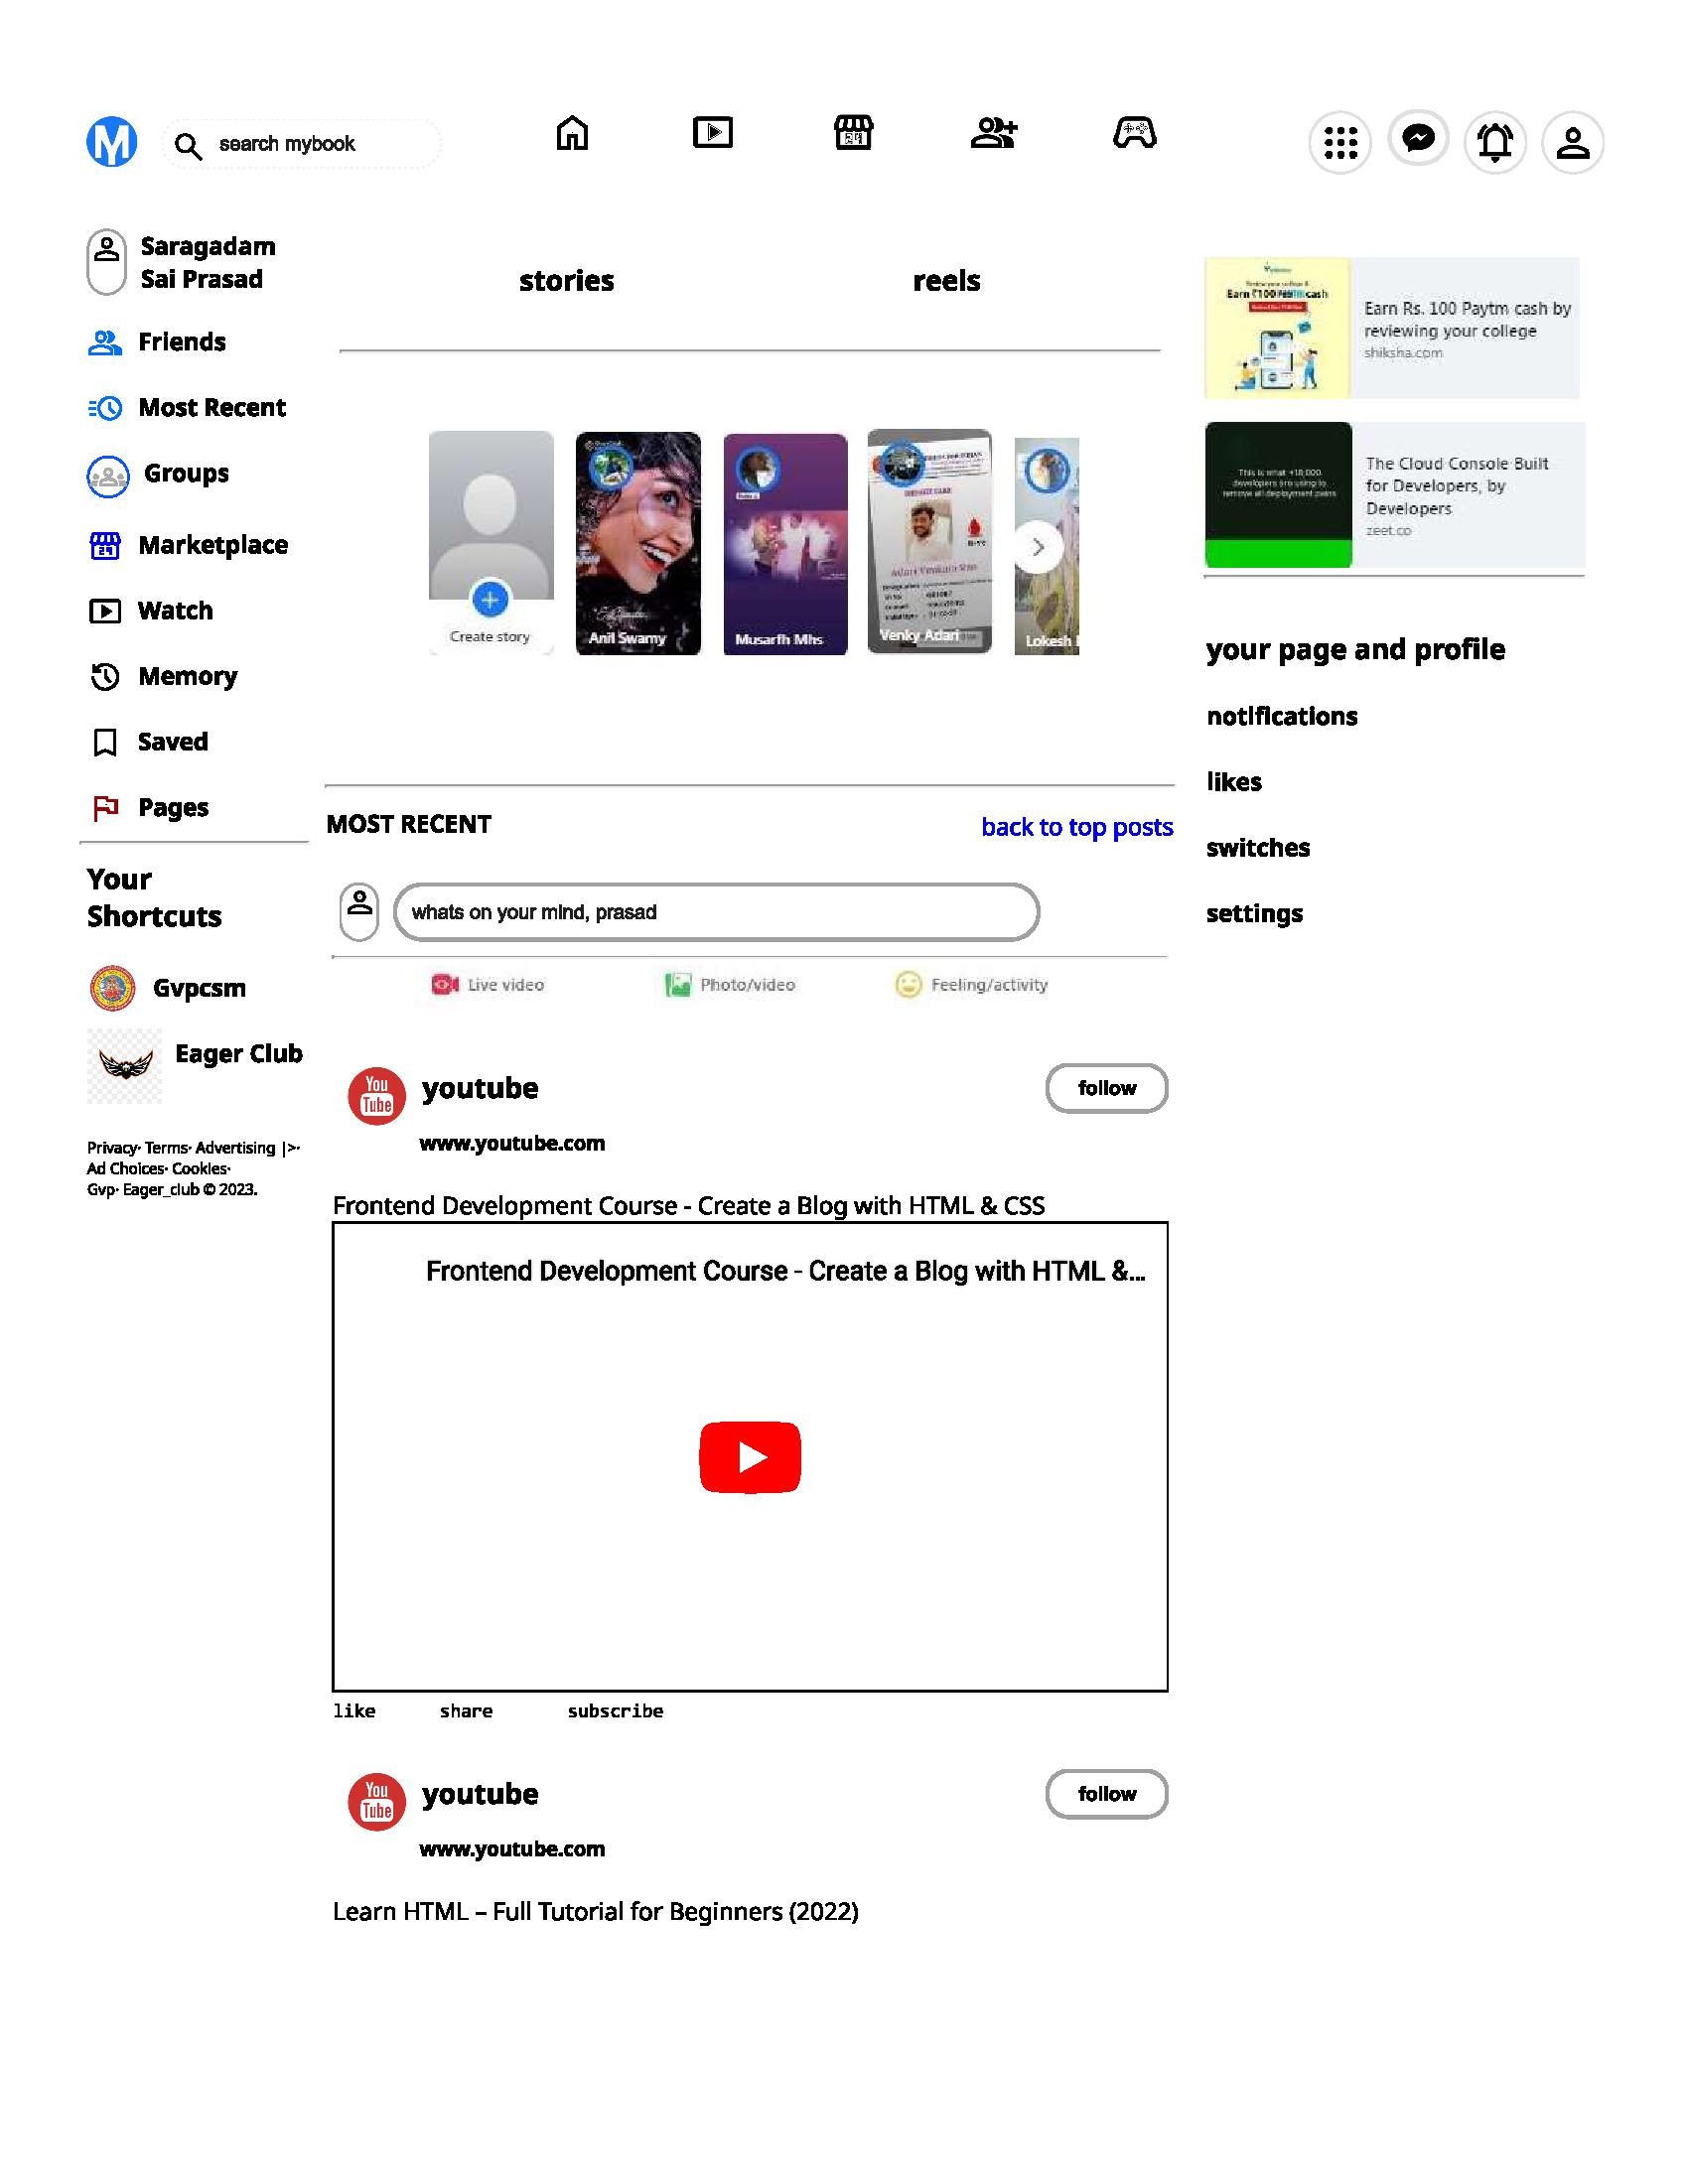 M
search mybook
Saragadam
Sai Prasad
Friends
Most Recent
Groups
Marketplace
Watch
Memory
Saved
Pages
Your
Shortcuts
Gvpcsm
Eager Club
Privacy· Terms· Advertising |>·
Ad Choices· Cookies·
Gvp· Eager_club © 2023.
stories
reels
Create story
Anil Swamy
Musarfh Mhs
Venky Adari
Lokesh
MOST RECENT
back to top posts
whats on your mind, prasad
Live video
Photo/video
Feeling/activity
You
Tube
youtube
follow
www.youtube.com
Frontend Development Course - Create a Blog with HTML & CSS
Frontend Development Course - Create a Blog with HTML &...
like share subscribe
You
Tube
youtube
follow
www.youtube.com
Learn HTML – Full Tutorial for Beginners (2022)
Earn ₹100 Paytm cash
Earn Rs. 100 Paytm cash by
reviewing your college
shiksha.com
This is what +18,000
developers are using to
remove all deployment pains
The Cloud Console Built
for Developers, by
Developers
zeet.co
your page and profile
notifications
likes
switches
settings